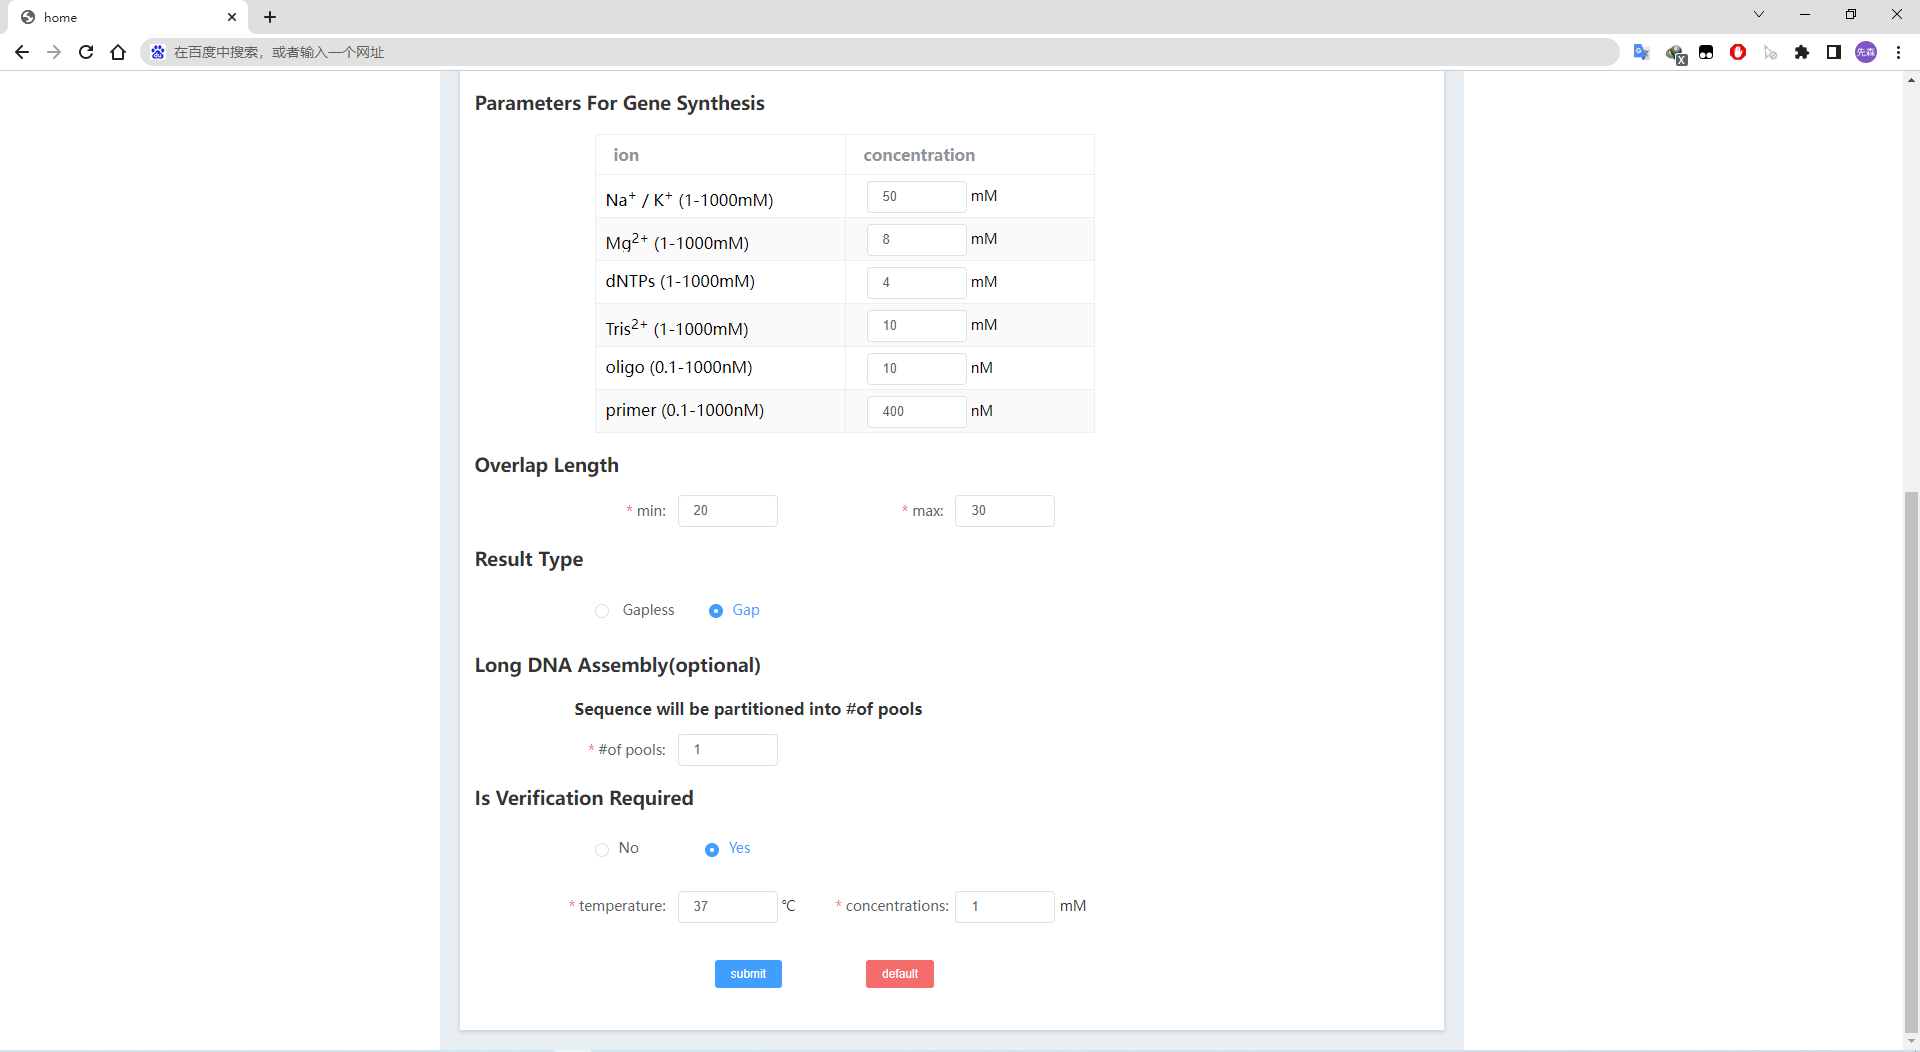 home
在百度中搜索，或者输入一个网址
先森
Parameters For Gene Synthesis
ion concentration
Na⁺ / K⁺ (1-1000mM) 50 mM
Mg²⁺ (1-1000mM) 8 mM
dNTPs (1-1000mM) 4 mM
Tris²⁺ (1-1000mM) 10 mM
oligo (0.1-1000nM) 10 nM
primer (0.1-1000nM) 400 nM
Overlap Length
* min: 20 * max: 30
Result Type
Gapless Gap
Long DNA Assembly(optional)
Sequence will be partitioned into #of pools
* #of pools: 1
Is Verification Required
No Yes
* temperature: 37 ℃ * concentrations: 1 mM
submit default